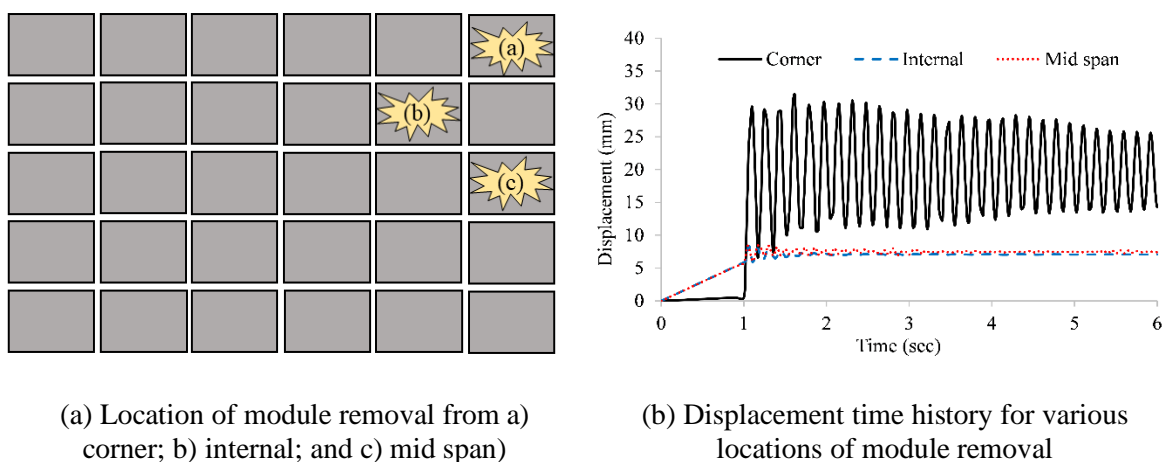 (a)
(b)
(c)
40
35
30
25
20
15
10
5
0
Displacement (mm)
Corner
Internal
Mid span
0
1
2
3
4
5
6
Time (sec)
(a) Location of module removal from a)
corner; b) internal; and c) mid span)
(b) Displacement time history for various
locations of module removal